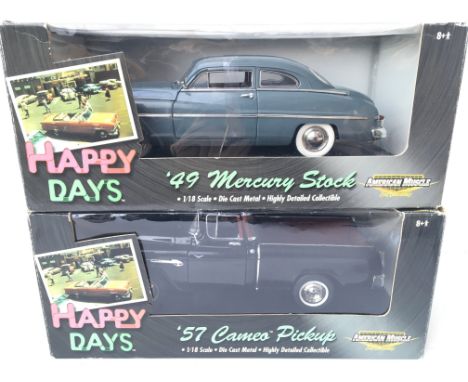 8+
HAPPY
DAYS
'49 Mercury Stock
• 1/18 Scale • Die Cast Metal • Highly Detailed Collectible
AMERICAN MUSCLE
8+
HAPPY
DAYS
'57 Cameo™ Pickup
• 1/18 Scale • Die Cast Metal • Highly Detailed Collectible
AMERICAN MUSCLE